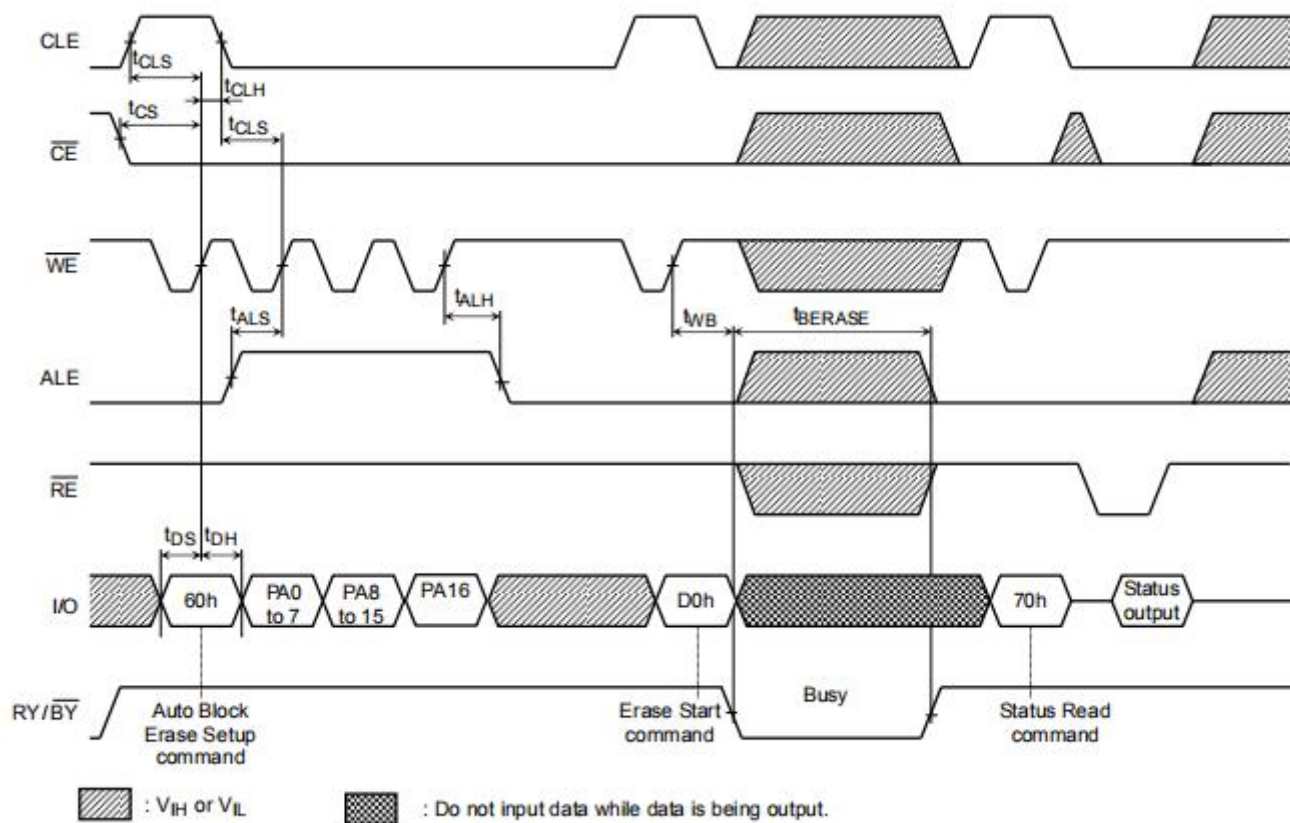 CLE
tCLS
tCLH
tCS
tCLS
CE
WE
tALH
tALS
tWB
tBERASE
ALE
RE
tDS
tDH
I/O
60h
PA0
to 7
PA8
to 15
PA16
D0h
70h
Status
output
RY/BY
Busy
Auto Block
Erase Setup
command
Erase Start
command
Status Read
command
: VIH or VIL
: Do not input data while data is being output.